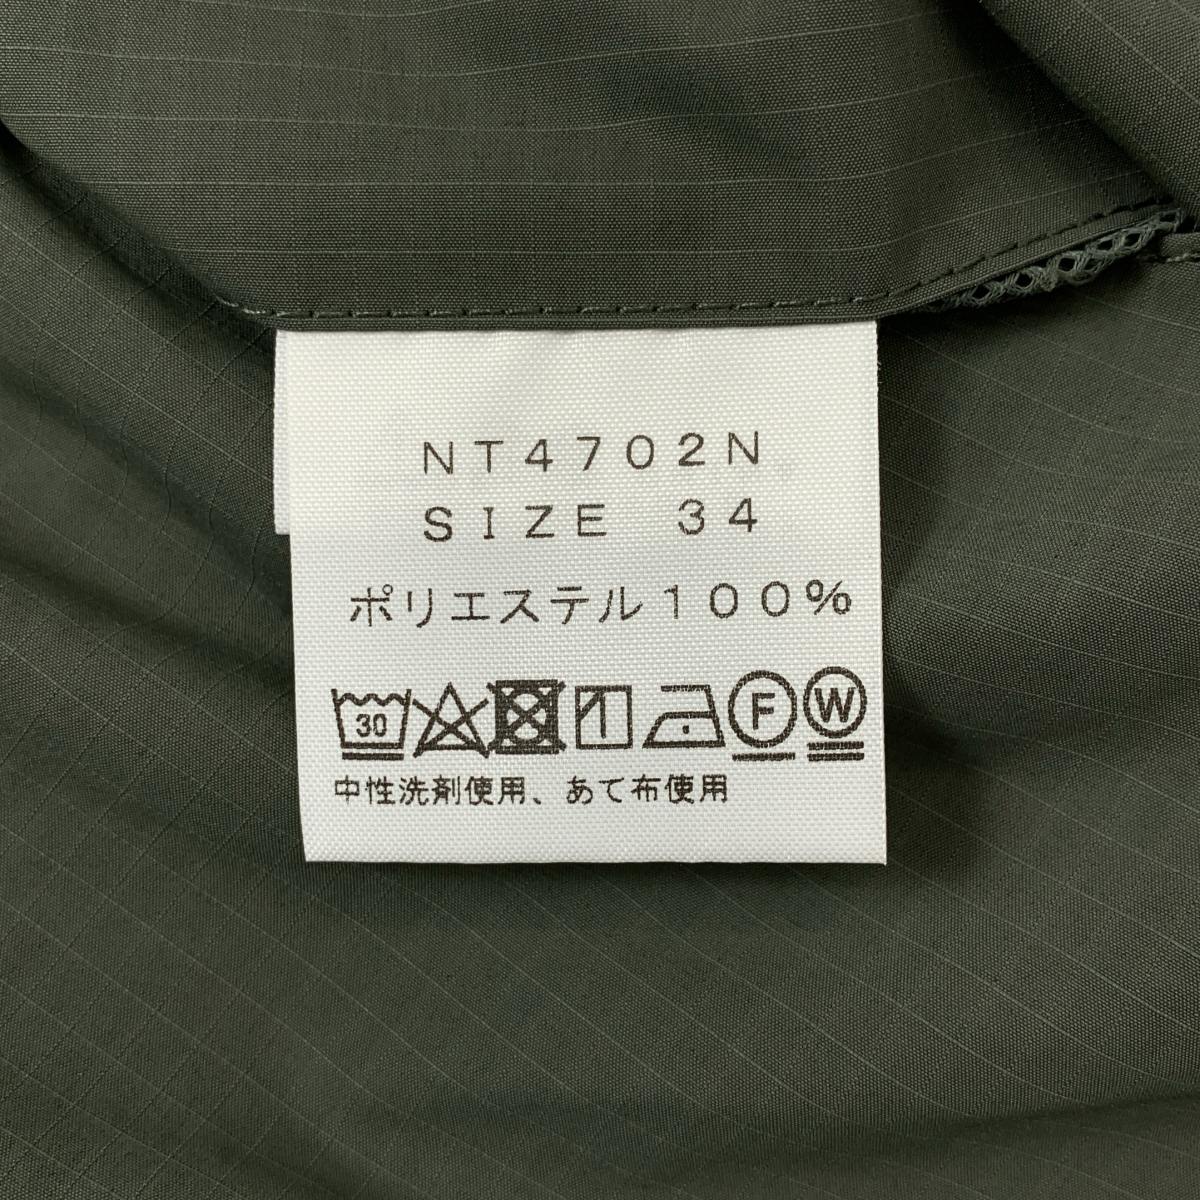 NT4702N
SIZE 34
ポリエステル100%
30 F W
中性洗剤使用、あて布使用